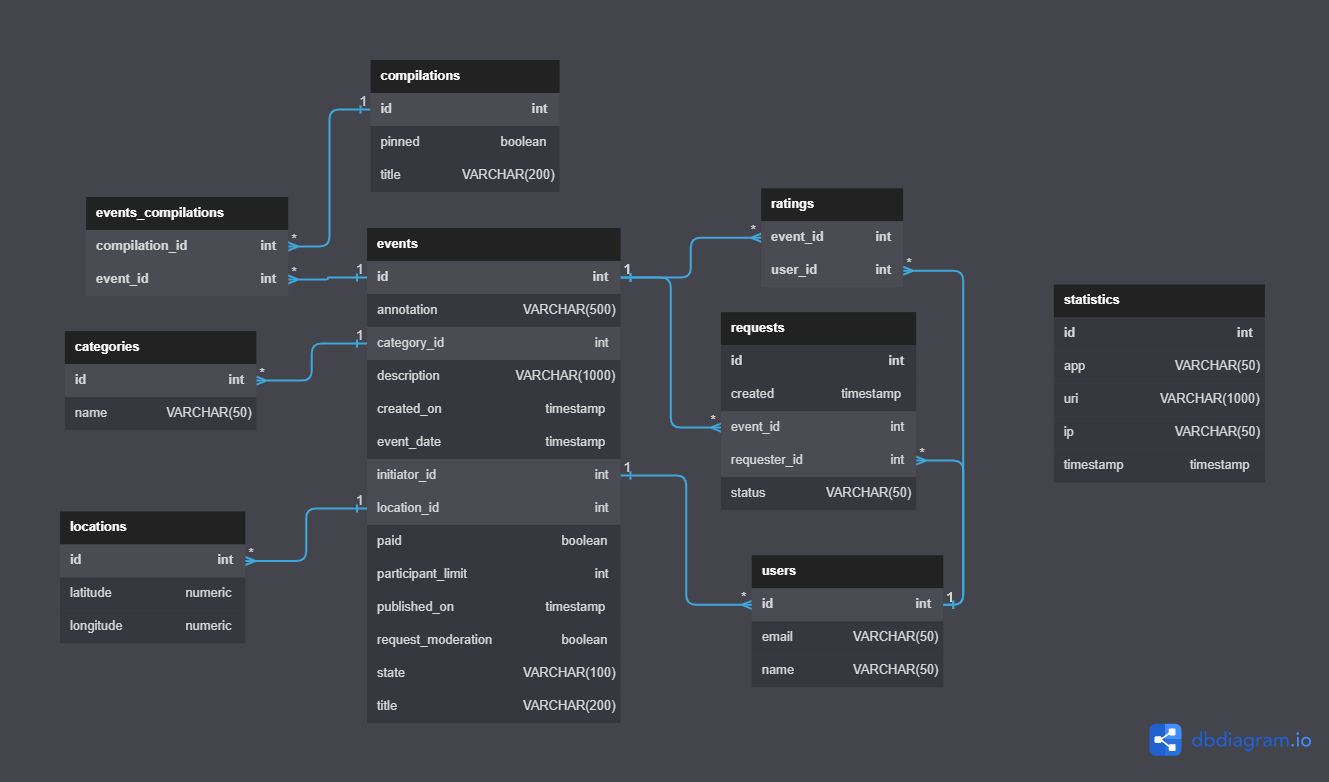 compilations
1
id int
pinned boolean
title VARCHAR(200)
events_compilations
*
compilation_id int
*
event_id int
events
1
id int
1
annotation VARCHAR(500)
1
category_id int
description VARCHAR(1000)
created_on timestamp
event_date timestamp
initiator_id int
1
1
location_id int
paid boolean
participant_limit int
published_on timestamp
request_moderation boolean
state VARCHAR(100)
title VARCHAR(200)
categories
id int
*
name VARCHAR(50)
locations
id int
*
latitude numeric
longitude numeric
ratings
*
event_id int
user_id int
*
requests
id int
created timestamp
*
event_id int
requester_id int
*
status VARCHAR(50)
users
*
id int
1
email VARCHAR(50)
name VARCHAR(50)
statistics
id int
app VARCHAR(50)
uri VARCHAR(1000)
ip VARCHAR(50)
timestamp timestamp
dbdiagram.io